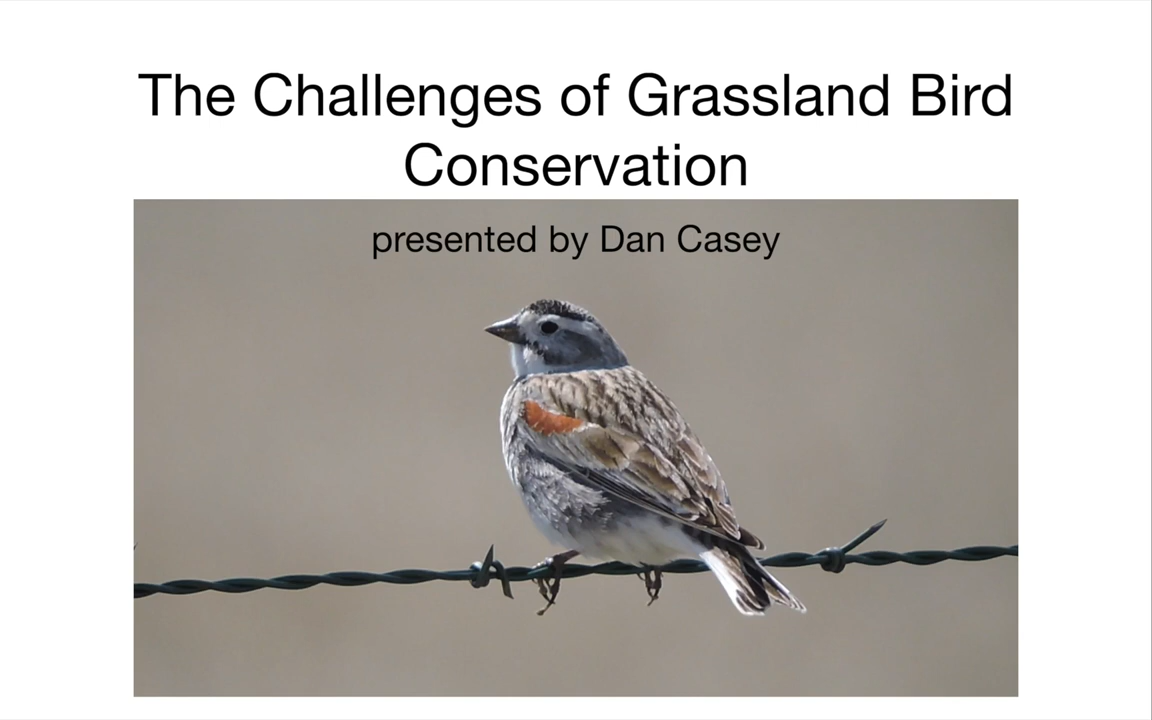 The Challenges of Grassland Bird
Conservation
presented by Dan Casey